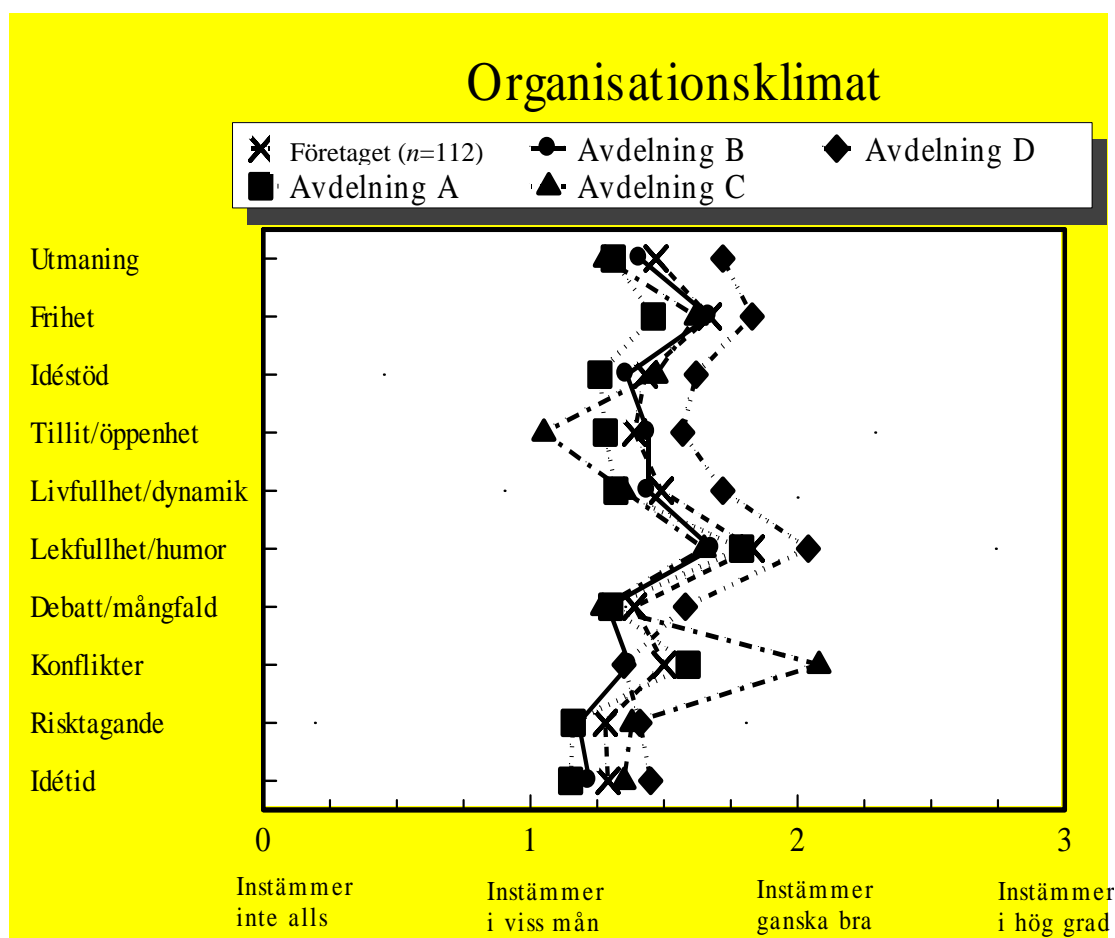 Organisationsklimat
Företaget (n=112) Avdelning B Avdelning D
Avdelning A Avdelning C
Utmaning
Frihet
Idéstöd
Tillit/öppenhet
Livfullhet/dynamik
Lekfullhet/humor
Debatt/mångfald
Konflikter
Risktagande
Idétid
0 1 2 3
Instämmer inte alls
Instämmer i viss mån
Instämmer ganska bra
Instämmer i hög grad